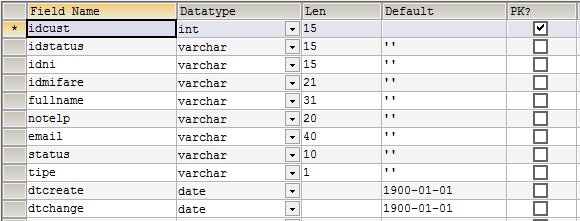 Field Name Datatype Len Default PK?
* idcust int 15
idstatus varchar 15 ''
idni varchar 15 ''
idmifare varchar 21 ''
fullname varchar 31 ''
notelp varchar 20 ''
email varchar 40 ''
status varchar 10 ''
tipe varchar 1 ''
dtcreate date 1900-01-01
dtchange date 1900-01-01